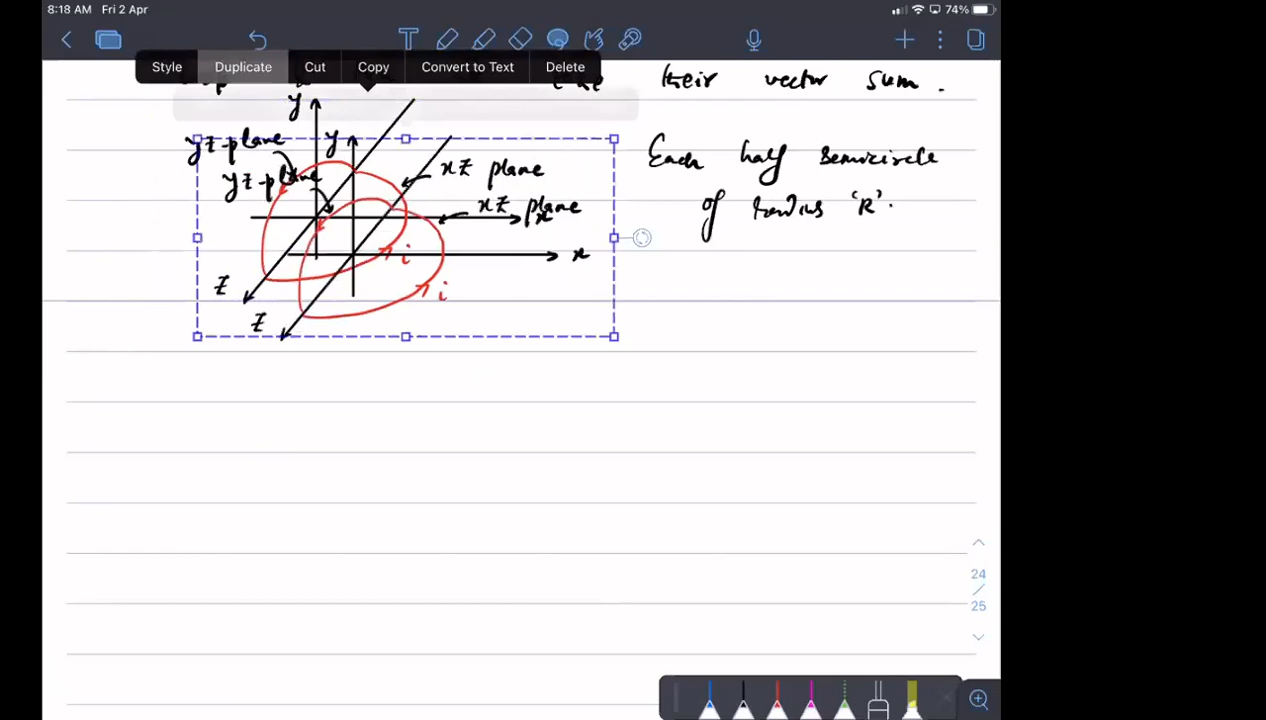 8:18 AM Fri 2 Apr
74%
Style Duplicate Cut Copy Convert to Text Delete
their vector sum.
y
yz-plane
y
xz plane
yz-plane
xz plane
x
x
i
i
z
z
Each half semicircle
of radius 'R'.
24
/
25